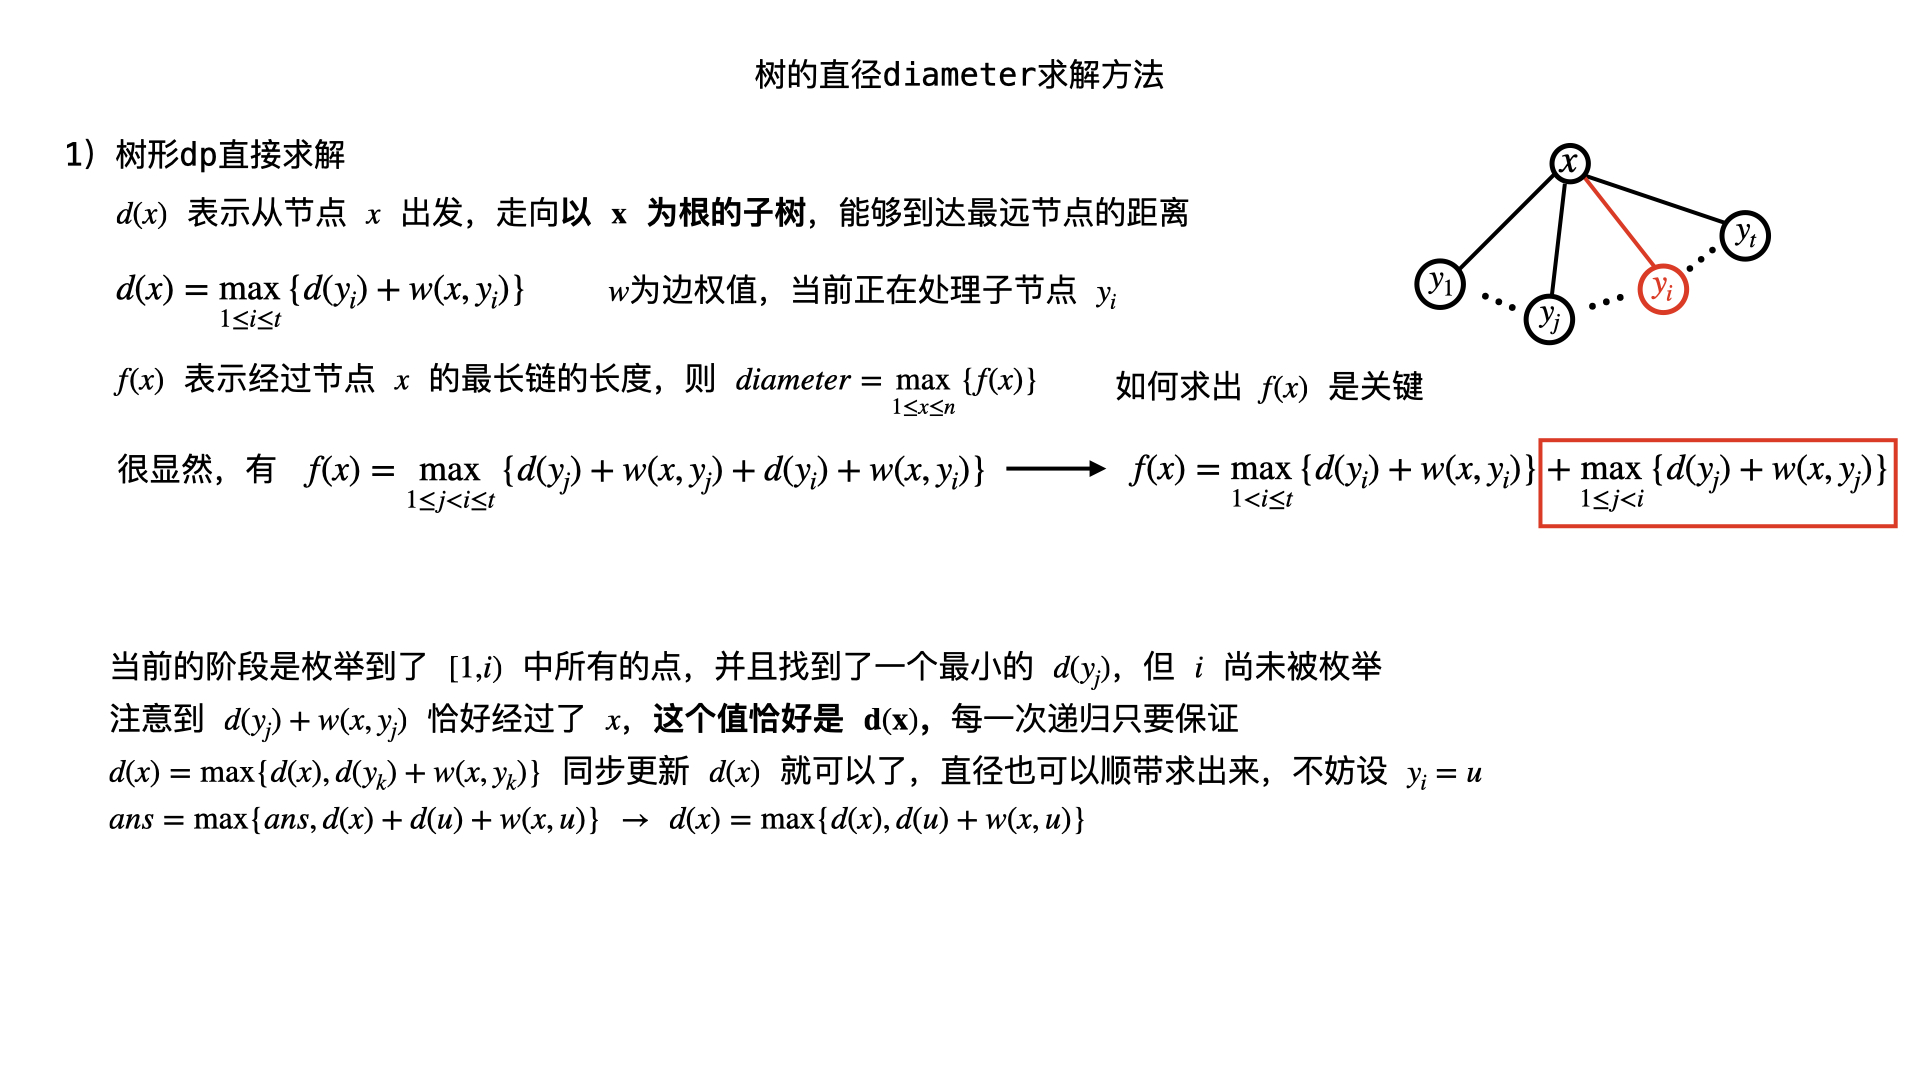 树的直径diameter求解方法
1) 树形dp直接求解
d(x) 表示从节点 x 出发，走向以 x 为根的子树，能够到达最远节点的距离
d(x) = max_{1≤i≤t} {d(y_i) + w(x, y_i)} w为边权值，当前正在处理子节点 y_i
f(x) 表示经过节点 x 的最长链的长度，则 diameter = max_{1≤x≤n} {f(x)} 如何求出 f(x) 是关键
很显然，有 f(x) = max_{1≤j<i≤t} {d(y_j) + w(x, y_j) + d(y_i) + w(x, y_i)} ⟶ f(x) = max_{1<i≤t} {d(y_i) + w(x, y_i)} + max_{1≤j<i} {d(y_j) + w(x, y_j)}
x
y_1
y_j
y_i
y_t
当前的阶段是枚举到了 [1,i) 中所有的点，并且找到了一个最小的 d(y_j)，但 i 尚未被枚举
注意到 d(y_j) + w(x, y_j) 恰好经过了 x，这个值恰好是 d(x)，每一次递归只要保证
d(x) = max{d(x), d(y_k) + w(x, y_k)} 同步更新 d(x) 就可以了，直径也可以顺带求出来，不妨设 y_i = u
ans = max{ans, d(x) + d(u) + w(x, u)} → d(x) = max{d(x), d(u) + w(x, u)}